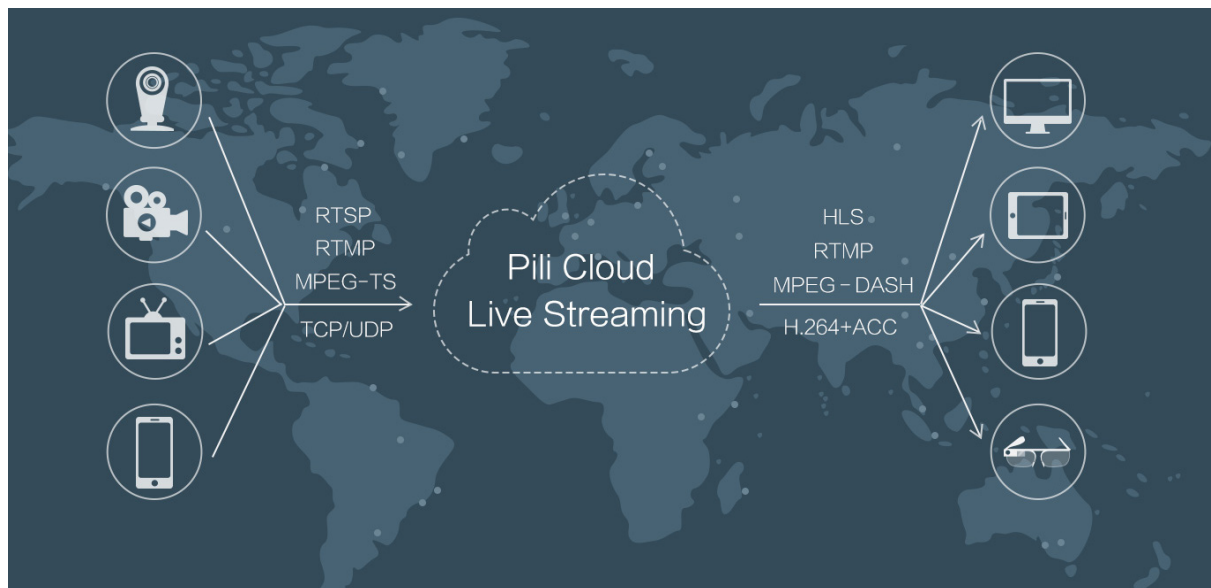 RTSP
RTMP
MPEG-TS
TCP/UDP
Pili Cloud
Live Streaming
HLS
RTMP
MPEG-DASH
H.264+ACC